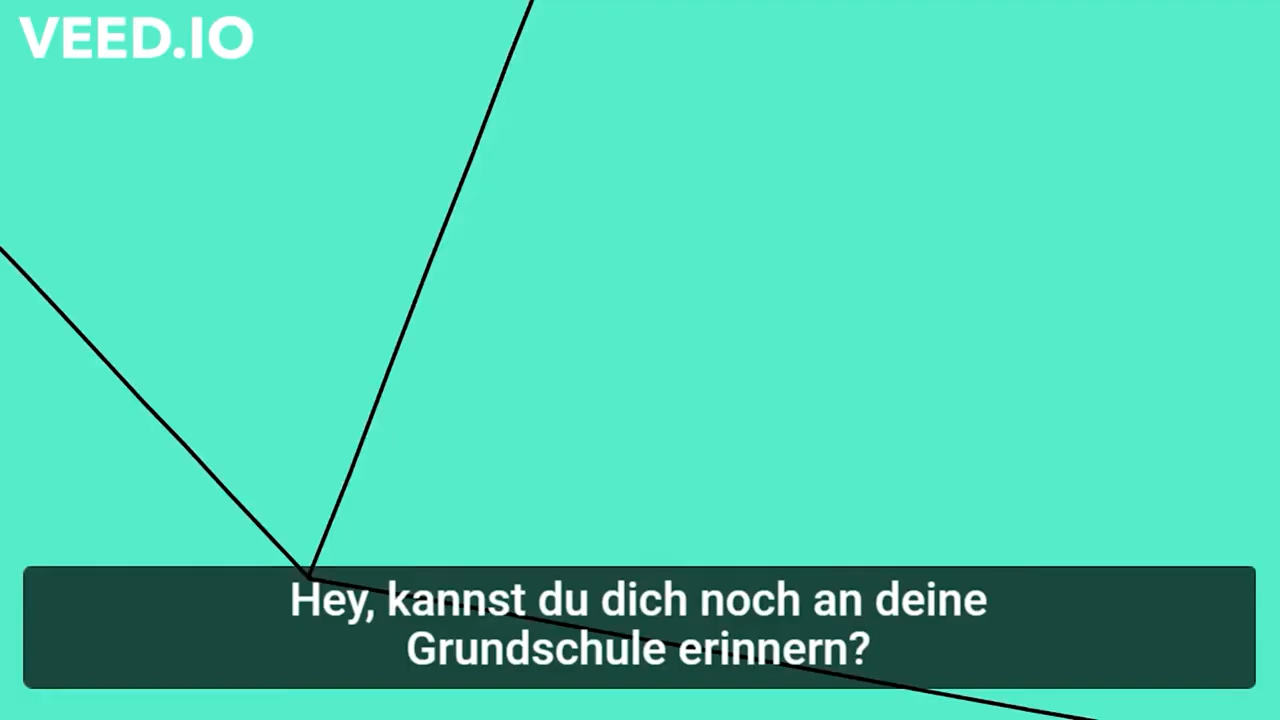 VEED.IO
Hey, kannst du dich noch an deine
Grundschule erinnern?